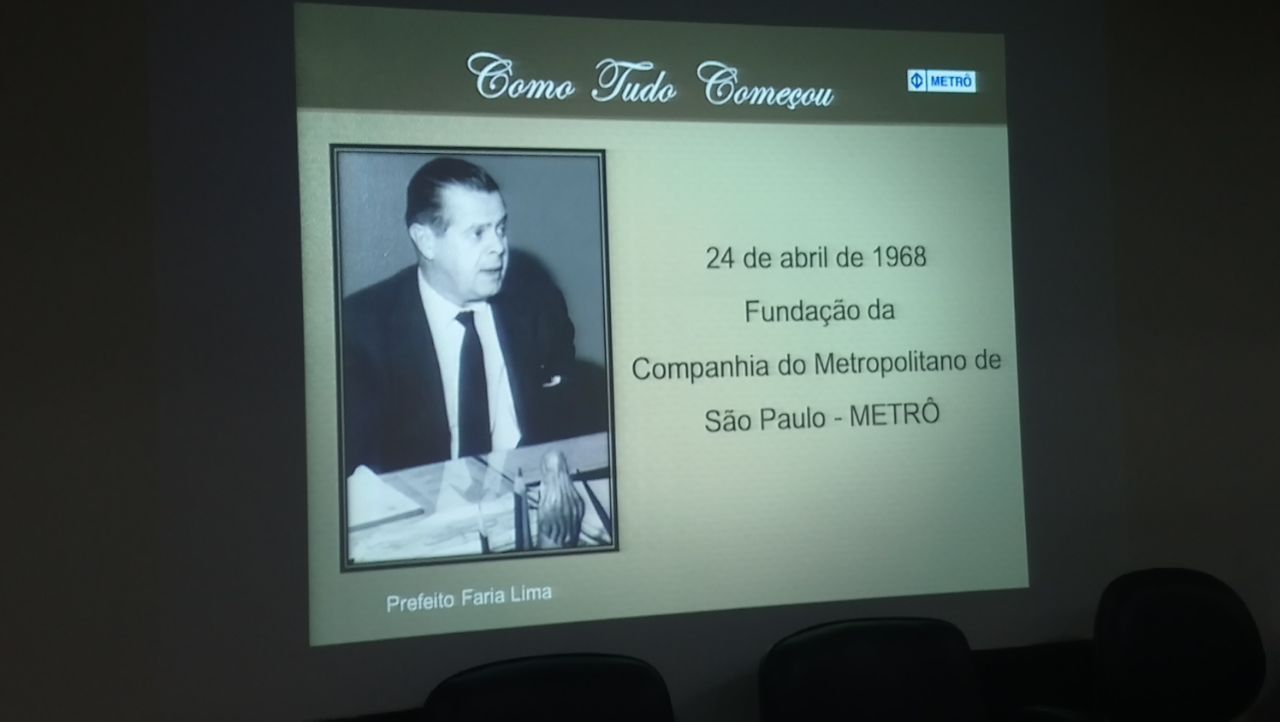 Como Tudo Começou
METRÔ
24 de abril de 1968
Fundação da
Companhia do Metropolitano de
São Paulo - METRÔ
Prefeito Faria Lima